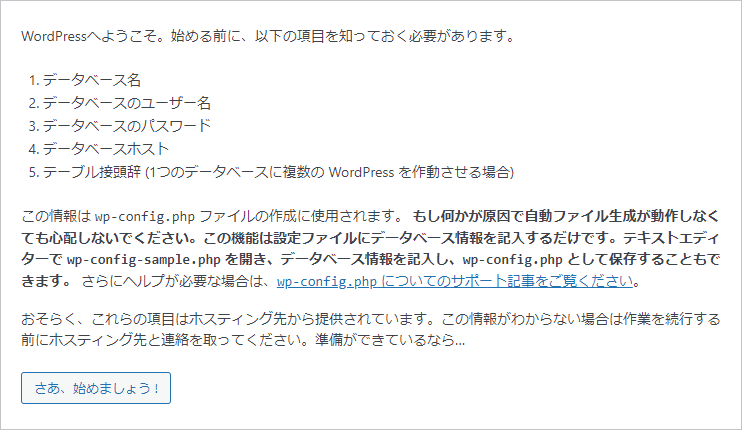 WordPressへようこそ。始める前に、以下の項目を知っておく必要があります。
1. データベース名
2. データベースのユーザー名
3. データベースのパスワード
4. データベースホスト
5. テーブル接頭辞 (1つのデータベースに複数の WordPress を作動させる場合)
この情報は wp-config.php ファイルの作成に使用されます。 もし何かが原因で自動ファイル生成が動作しなく
ても心配しないでください。この機能は設定ファイルにデータベース情報を記入するだけです。テキストエディ
ターで wp-config-sample.php を開き、データベース情報を記入し、wp-config.php として保存することもで
きます。 さらにヘルプが必要な場合は、wp-config.php についてのサポート記事をご覧ください。
おそらく、これらの項目はホスティング先から提供されています。この情報がわからない場合は作業を続行する
前にホスティング先と連絡を取ってください。準備ができているなら…
さあ、始めましょう !